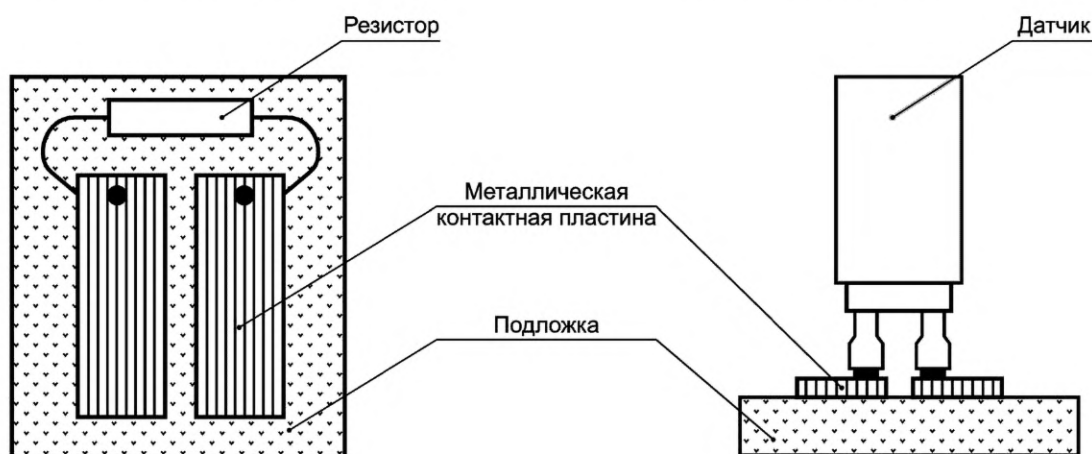 Резистор
Датчик
Металлическая
контактная пластина
Подложка